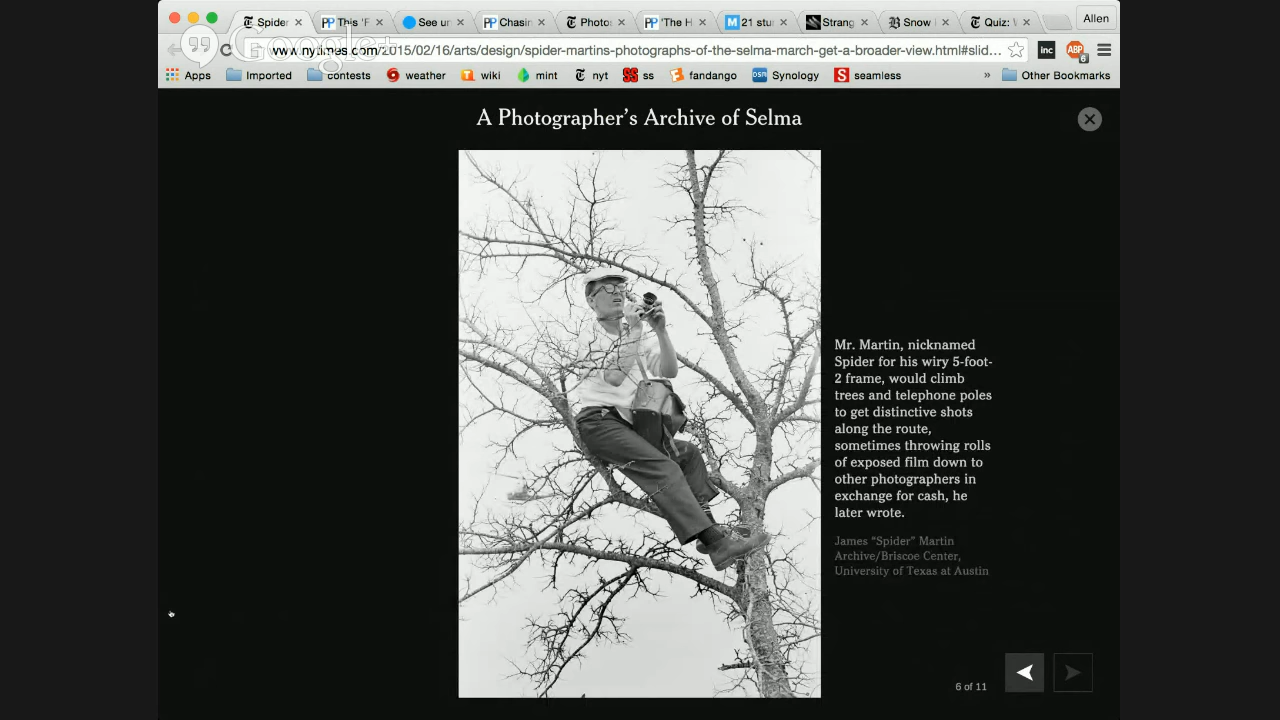 Spider
This 'F
See ur
Chasin
Photo
'The H
21 stu
Strang
Snow
Quiz: V
Allen
Google+
www.nytimes.com/2015/02/16/arts/design/spider-martins-photographs-of-the-selma-march-get-a-broader-view.html#slid...
Inc
ABP
6
Apps Imported contests weather wiki mint nyt ss fandango Synology seamless » Other Bookmarks
A Photographer's Archive of Selma
Mr. Martin, nicknamed
Spider for his wiry 5-foot-
2 frame, would climb
trees and telephone poles
to get distinctive shots
along the route,
sometimes throwing rolls
of exposed film down to
other photographers in
exchange for cash, he
later wrote.
James “Spider” Martin
Archive/Briscoe Center,
University of Texas at Austin
6 of 11